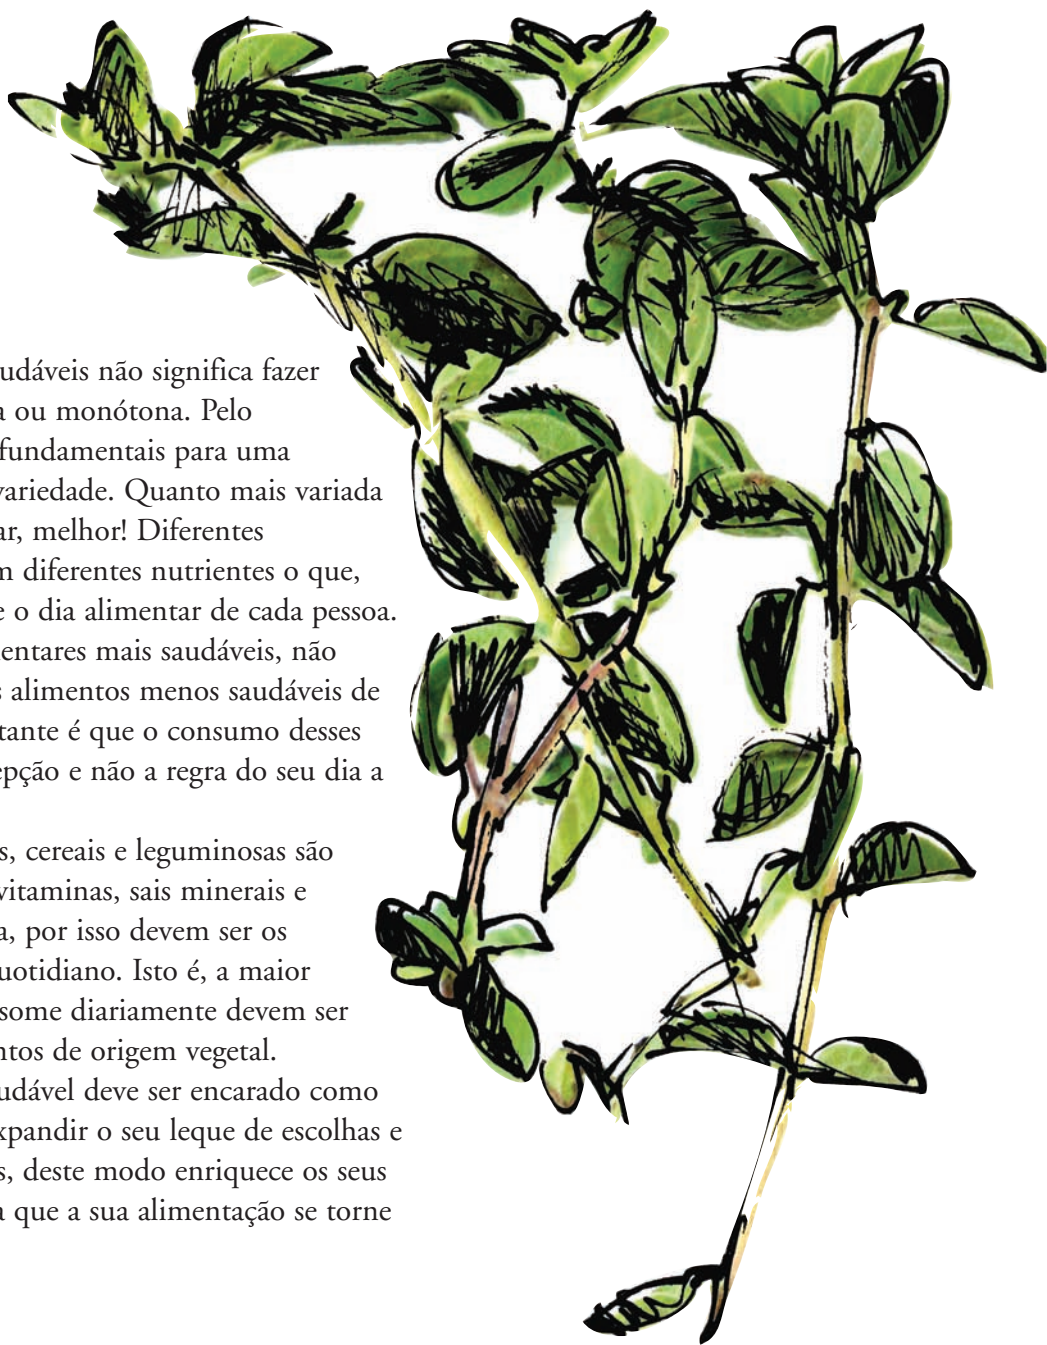 udáveis não significa fazer
a ou monótona. Pelo
fundamentais para uma
variedade. Quanto mais variada
ar, melhor! Diferentes
m diferentes nutrientes o que,
e o dia alimentar de cada pessoa.
entares mais saudáveis, não
s alimentos menos saudáveis de
tante é que o consumo desses
epção e não a regra do seu dia a
s, cereais e leguminosas são
vitaminas, sais minerais e
a, por isso devem ser os
uotidiano. Isto é, a maior
some diariamente devem ser
ntos de origem vegetal.
udável deve ser encarado como
xpandir o seu leque de escolhas e
s, deste modo enriquece os seus
a que a sua alimentação se torne